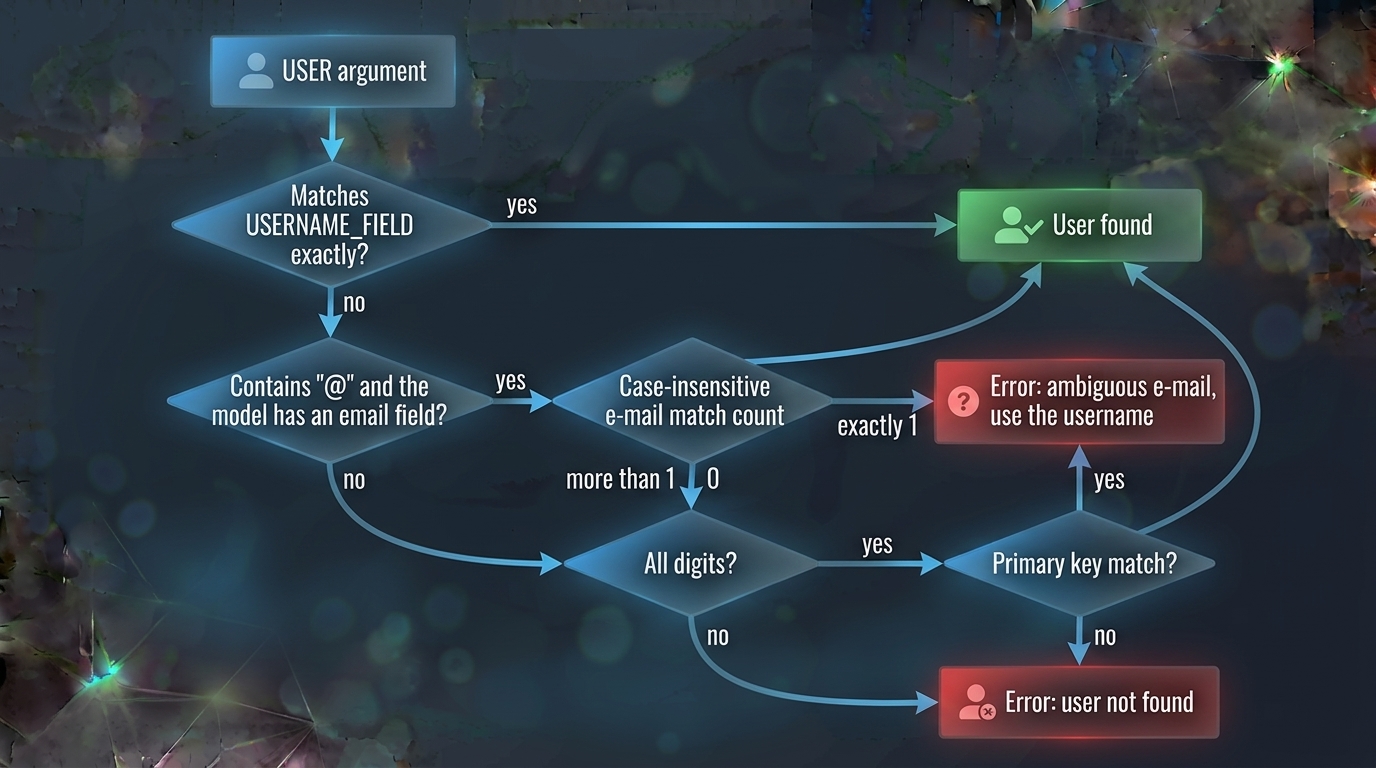 USER argument
Matches
USERNAME_FIELD
exactly?
yes
User found
no
Contains "@" and the
model has an email field?
yes
Case-insensitive
e-mail match count
exactly 1
Error: ambiguous e-mail,
use the username
no
more than 1
0
yes
All digits?
yes
Primary key match?
no
no
Error: user not found